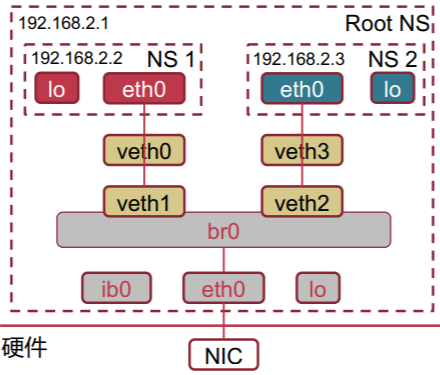 192.168.2.1 Root NS
192.168.2.2 NS 1 192.168.2.3 NS 2
lo eth0 eth0 lo
veth0 veth3
veth1 veth2
br0
ib0 eth0 lo
硬件
NIC